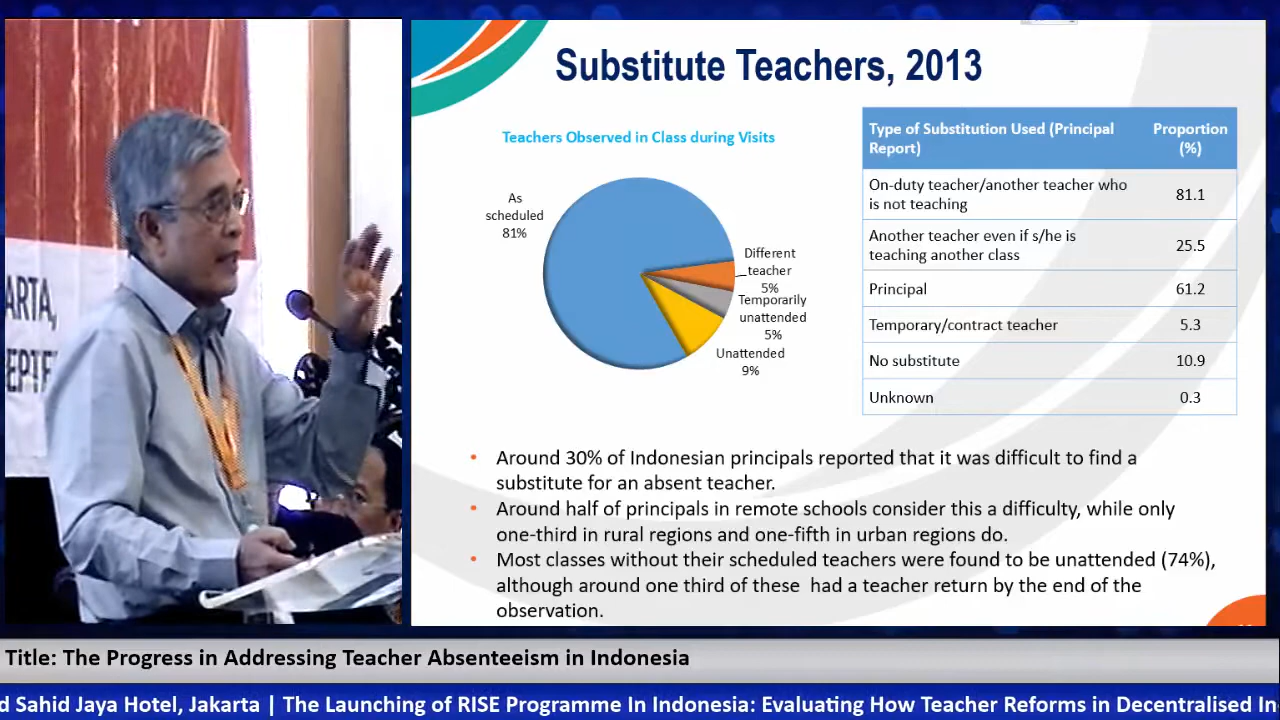 ARTA,
EPTE
Substitute Teachers, 2013
Teachers Observed in Class during Visits
As
scheduled
81%
Different
teacher
5%
Temporarily
unattended
5%
Unattended
9%
Type of Substitution Used (Principal Report) Proportion (%)
On-duty teacher/another teacher who is not teaching 81.1
Another teacher even if s/he is teaching another class 25.5
Principal 61.2
Temporary/contract teacher 5.3
No substitute 10.9
Unknown 0.3
• Around 30% of Indonesian principals reported that it was difficult to find a
substitute for an absent teacher.
• Around half of principals in remote schools consider this a difficulty, while only
one-third in rural regions and one-fifth in urban regions do.
• Most classes without their scheduled teachers were found to be unattended (74%),
although around one third of these had a teacher return by the end of the
observation.
Title: The Progress in Addressing Teacher Absenteeism in Indonesia
d Sahid Jaya Hotel, Jakarta | The Launching of RISE Programme In Indonesia: Evaluating How Teacher Reforms in Decentralised In